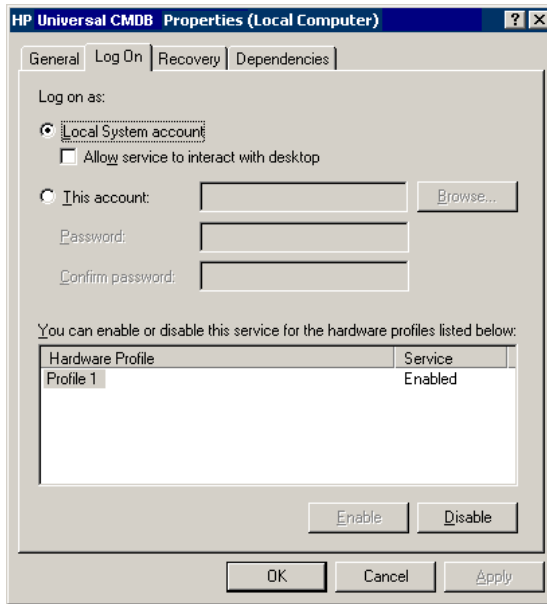 HP Universal CMDB Properties (Local Computer)
General Log On Recovery Dependencies
Log on as:
Local System account
Allow service to interact with desktop
This account: Browse...
Password:
Confirm password:
You can enable or disable this service for the hardware profiles listed below:
Hardware Profile Service
Profile 1 Enabled
Enable Disable
OK Cancel Apply